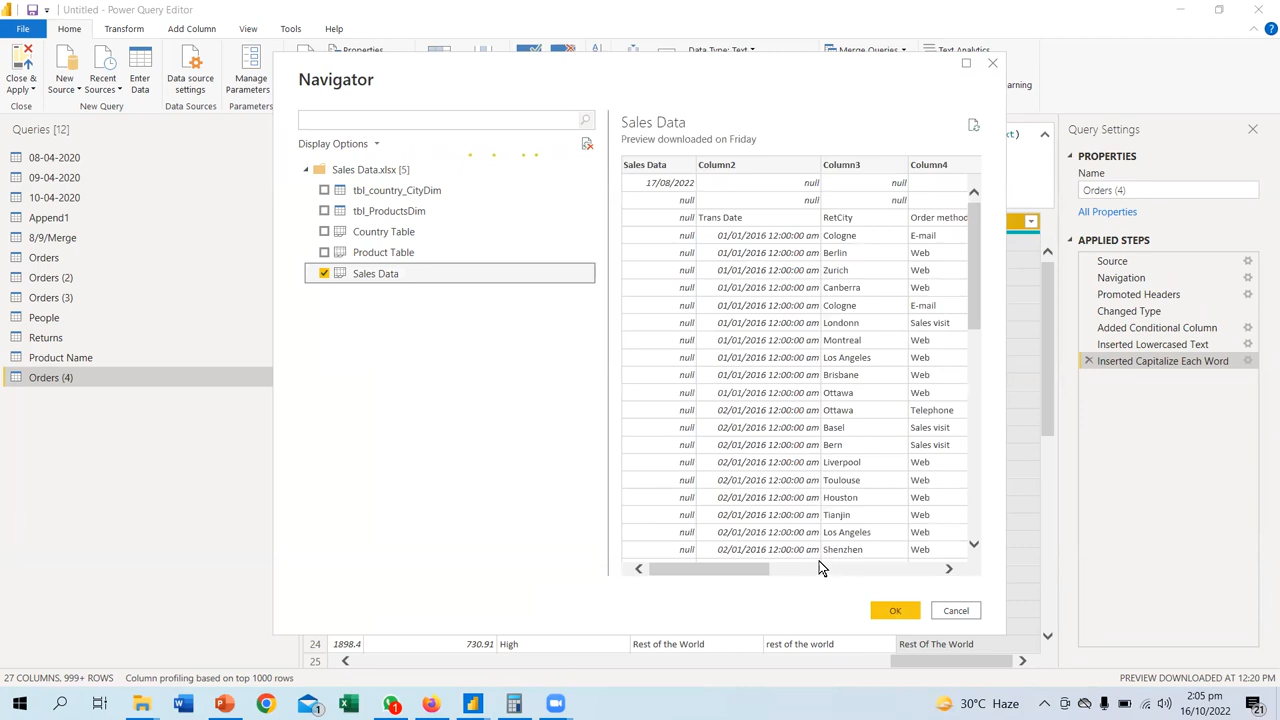 Untitled - Power Query Editor
File Home Transform Add Column View Tools Help
Close & Apply
New Source
Recent Sources
Enter Data
Data source settings
Manage Parameters
Properties
Data Type: Text
Merge Queries
Text Analytics
Close
New Query
Data Sources
Parameters
Queries [12]
08-04-2020
09-04-2020
10-04-2020
Append1
8/9/Merge
Orders
Orders (2)
Orders (3)
People
Returns
Product Name
Orders (4)
Navigator
Display Options
Sales Data.xlsx [5]
tbl_country_CityDim
tbl_ProductsDim
Country Table
Product Table
Sales Data
Sales Data
Preview downloaded on Friday
Sales Data Column2 Column3 Column4
17/08/2022 null null
null null null
null Trans Date RetCity Order method
null 01/01/2016 12:00:00 am Cologne E-mail
null 01/01/2016 12:00:00 am Berlin Web
null 01/01/2016 12:00:00 am Zurich Web
null 01/01/2016 12:00:00 am Canberra Web
null 01/01/2016 12:00:00 am Cologne E-mail
null 01/01/2016 12:00:00 am Londonn Sales visit
null 01/01/2016 12:00:00 am Montreal Web
null 01/01/2016 12:00:00 am Los Angeles Web
null 01/01/2016 12:00:00 am Brisbane Web
null 01/01/2016 12:00:00 am Ottawa Web
null 02/01/2016 12:00:00 am Ottawa Telephone
null 02/01/2016 12:00:00 am Basel Sales visit
null 02/01/2016 12:00:00 am Bern Sales visit
null 02/01/2016 12:00:00 am Liverpool Web
null 02/01/2016 12:00:00 am Toulouse Web
null 02/01/2016 12:00:00 am Houston Web
null 02/01/2016 12:00:00 am Tianjin Web
null 02/01/2016 12:00:00 am Los Angeles Web
null 02/01/2016 12:00:00 am Shenzhen Web
OK Cancel
Query Settings
PROPERTIES
Name
Orders (4)
All Properties
APPLIED STEPS
Source
Navigation
Promoted Headers
Changed Type
Added Conditional Column
Inserted Lowercased Text
Inserted Capitalize Each Word
24 1898.4 730.91 High Rest of the World rest of the world Rest Of The World
25
27 COLUMNS, 999+ ROWS Column profiling based on top 1000 rows
PREVIEW DOWNLOADED AT 12:20 PM
30°C Haze
2:05 pm
16/10/2022